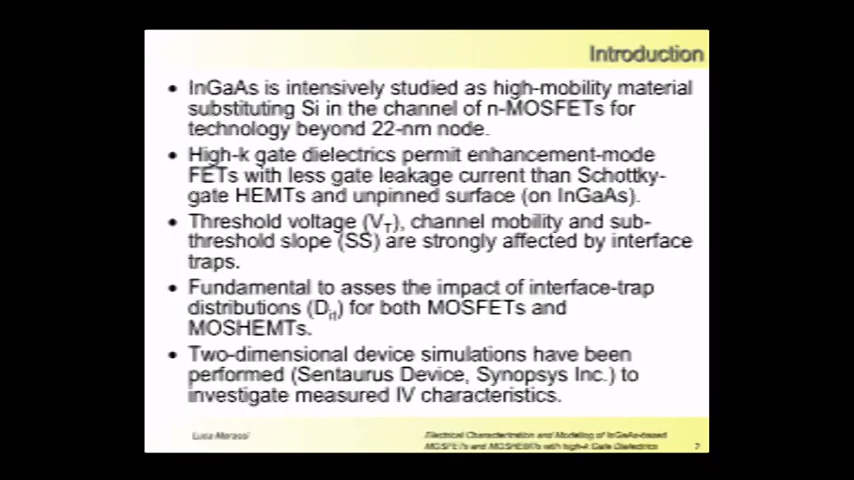 Introduction
• InGaAs is intensively studied as high-mobility material
substituting Si in the channel of n-MOSFETs for
technology beyond 22-nm node.
• High-k gate dielectrics permit enhancement-mode
FETs with less gate leakage current than Schottky-
gate HEMTs and unpinned surface (on InGaAs).
• Threshold voltage (VT), channel mobility and sub-
threshold slope (SS) are strongly affected by interface
traps.
• Fundamental to asses the impact of interface-trap
distributions (Dit) for both MOSFETs and
MOSHEMTs.
• Two-dimensional device simulations have been
performed (Sentaurus Device, Synopsys Inc.) to
investigate measured IV characteristics.
Luca Morassi
Electrical Characterization and Modeling of InGaAs-based
MOSFETs and MOSHEMTs with high-k Gate Dielectrics